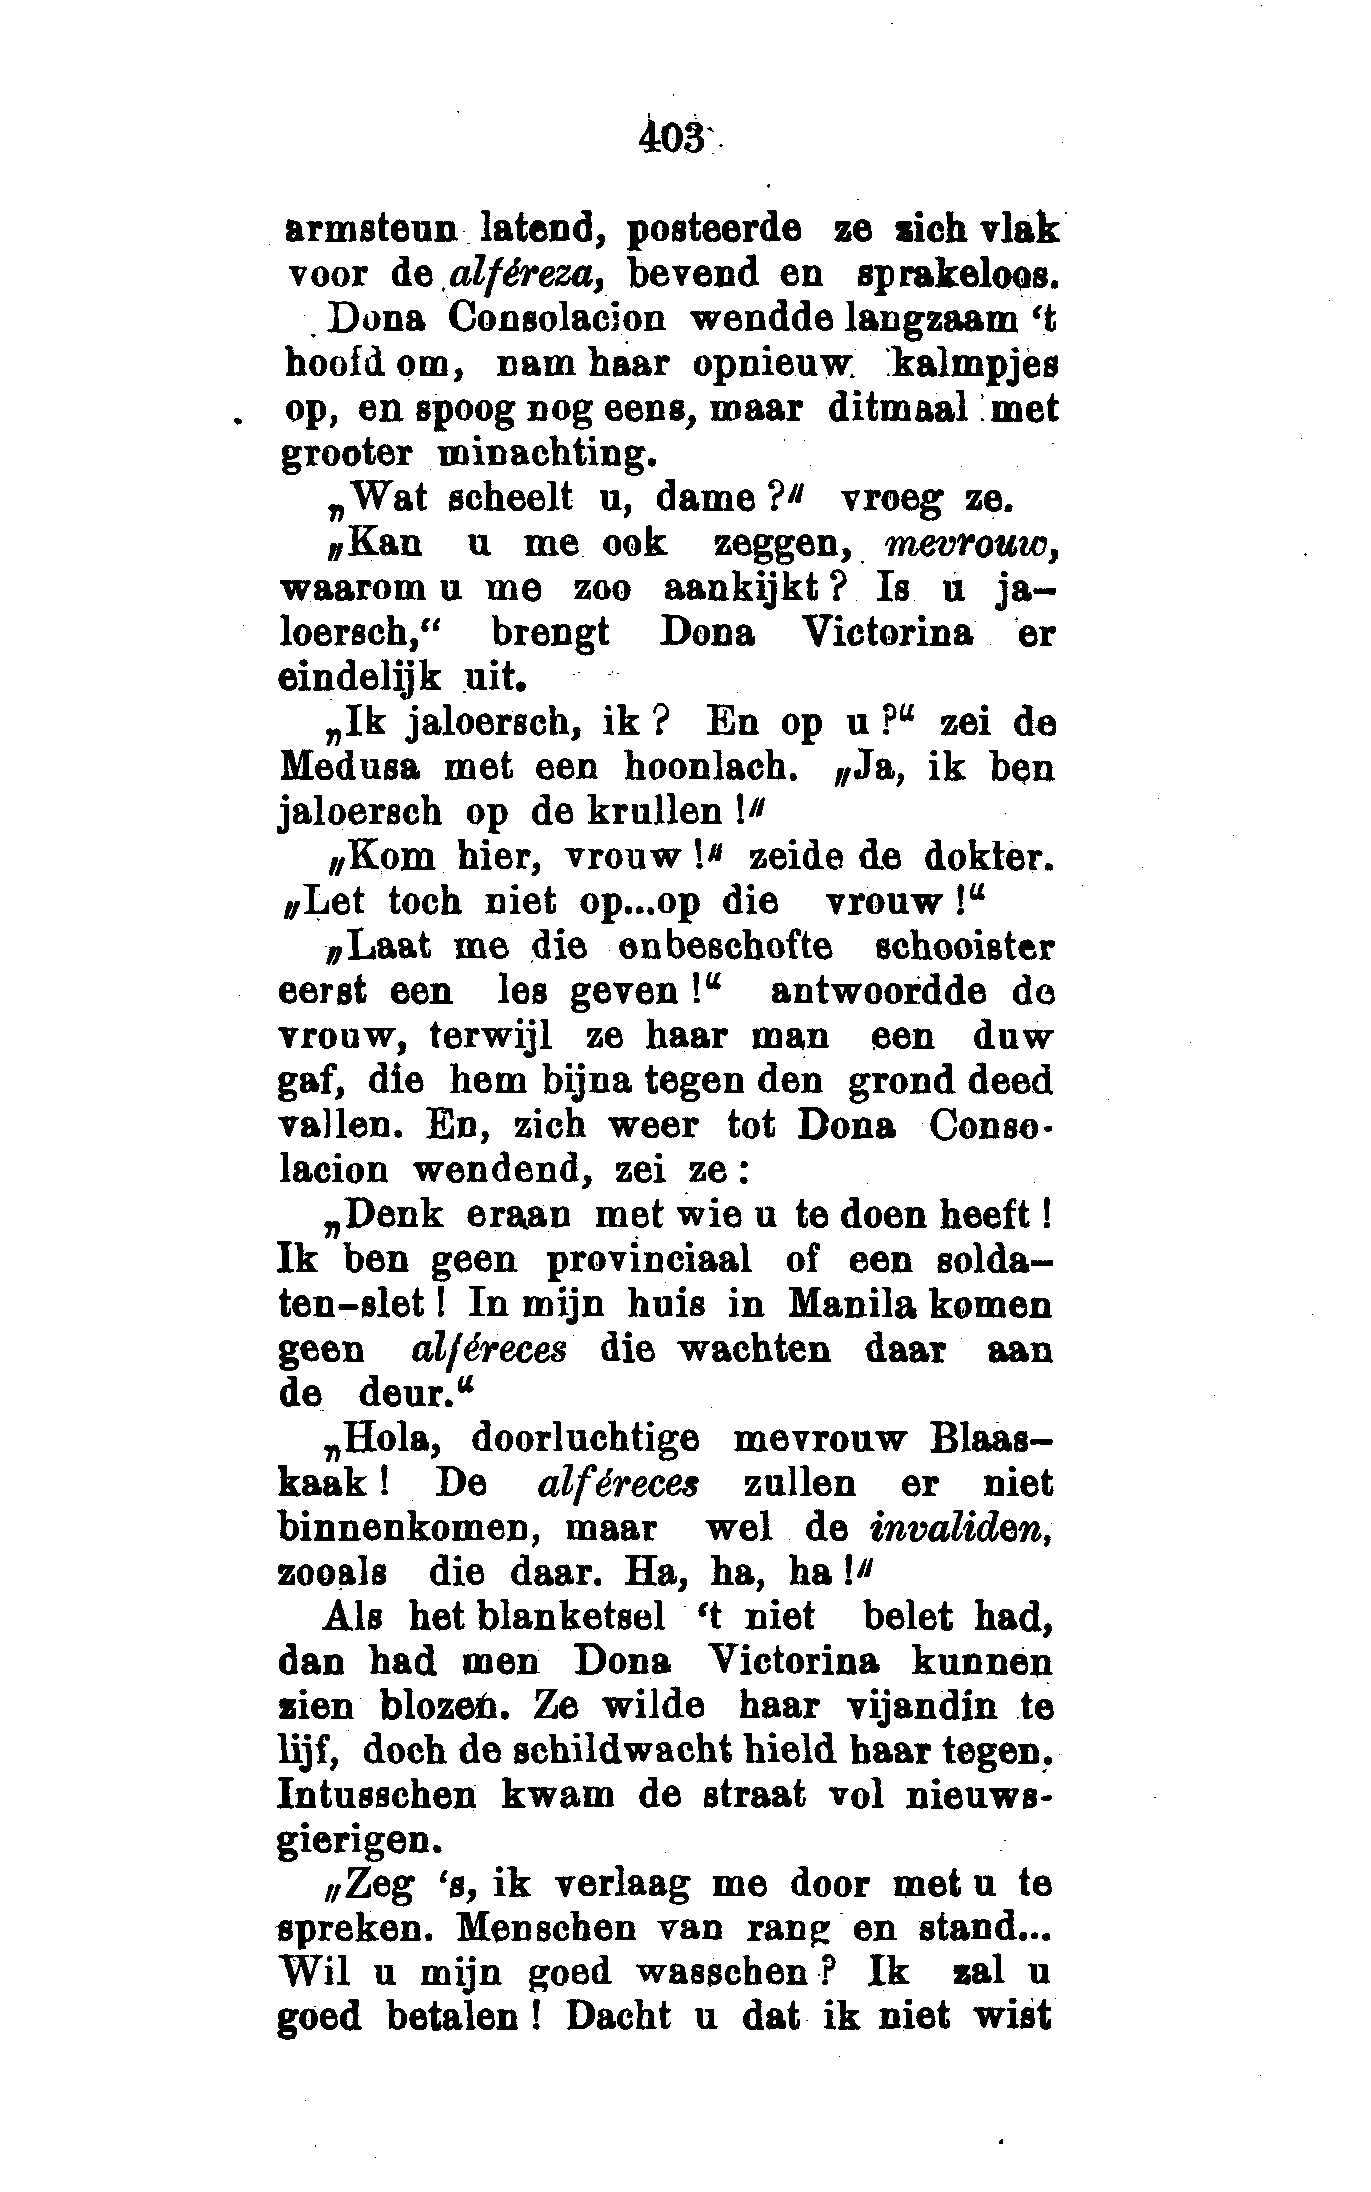 403
armsteun latend, posteerde ze zich vlak
voor de alféreza, bevend en sprakeloos.
Dona Consolacion wendde langzaam ‘t
hoofd om, nam haar opnieuw kalmpjes
op, en spoog nog eens, maar ditmaal met
grooter minachting.
„Wat scheelt u, dame ?" vroeg ze.
„Kan u me ook zeggen, mevrouw,
waarom u me zoo aankijkt ? Is u ja-
loersch,“ brengt Dona Victorina er
eindelijk uit.
„Ik jaloersch, ik ? En op u ?“ zei de
Medusa met een hoonlach. „Ja, ik ben
jaloersch op de krullen !"
„Kom hier, vrouw !" zeide de dokter.
„Let toch niet op...op die vrouw !“
„Laat me die onbeschofte schooister
eerst een les geven !“ antwoordde de
vrouw, terwijl ze haar man een duw
gaf, die hem bijna tegen den grond deed
vallen. En, zich weer tot Dona Conso-
lacion wendend, zei ze :
„Denk eraan met wie u te doen heeft !
Ik ben geen provinciaal of een solda-
ten-slet ! In mijn huis in Manila komen
geen alféreces die wachten daar aan
de deur.“
„Hola, doorluchtige mevrouw Blaas-
kaak ! De alféreces zullen er niet
binnenkomen, maar wel de invaliden,
zooals die daar. Ha, ha, ha !"
Als het blanketsel ‘t niet belet had,
dan had men Dona Victorina kunnen
zien blozen. Ze wilde haar vijandin te
lijf, doch de schildwacht hield haar tegen.
Intusschen kwam de straat vol nieuws-
gierigen.
„Zeg ‘s, ik verlaag me door met u te
spreken. Menschen van rang en stand...
Wil u mijn goed wasschen ? Ik zal u
goed betalen ! Dacht u dat ik niet wist